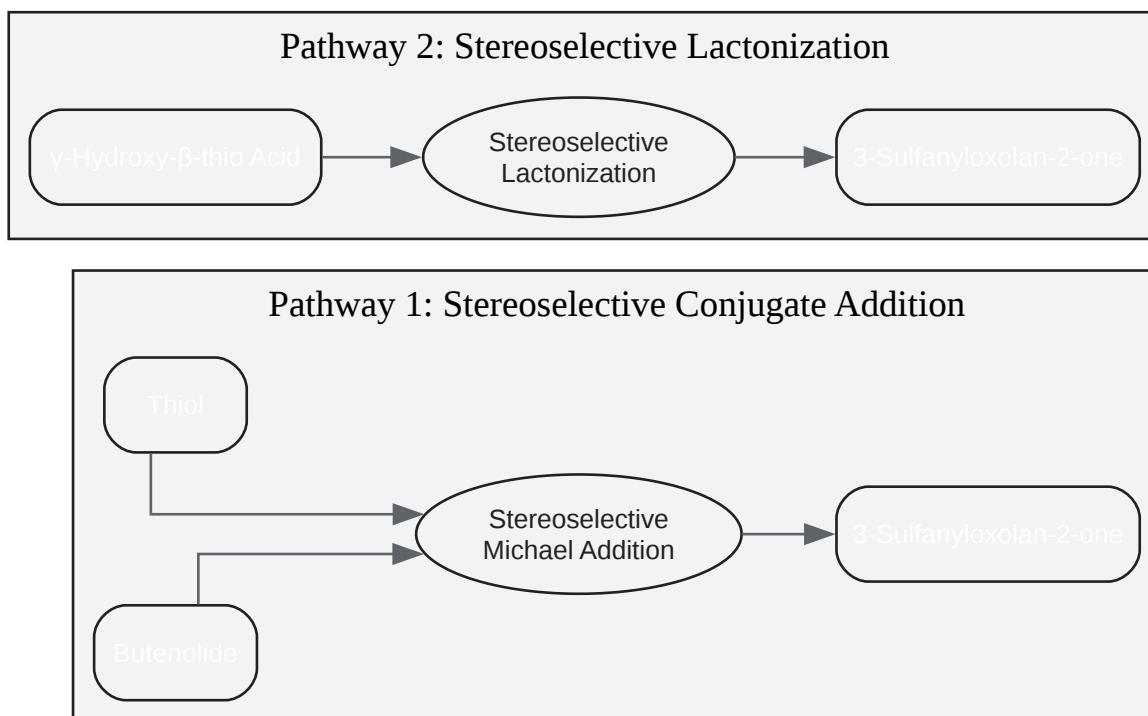 Pathway 2: Stereoselective Lactonization
γ-Hydroxy-β-thio Acid
Stereoselective
Lactonization
3-Sulfanyloxolan-2-one
Pathway 1: Stereoselective Conjugate Addition
Thiol
Stereoselective
Michael Addition
3-Sulfanyloxolan-2-one
Butenolide